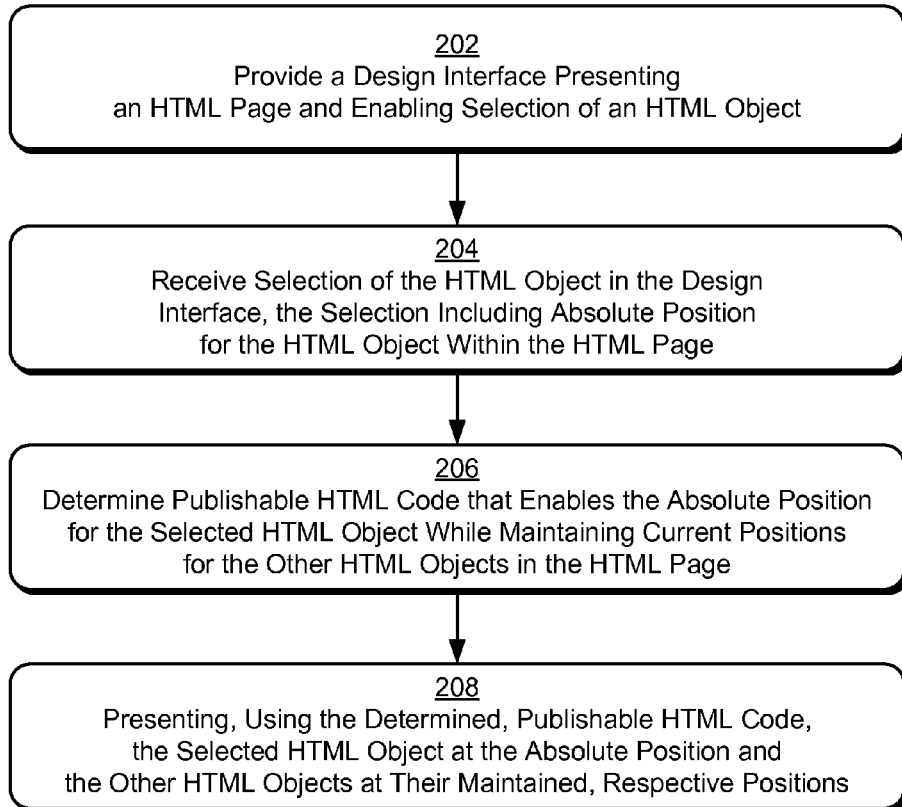 202
Provide a Design Interface Presenting
an HTML Page and Enabling Selection of an HTML Object
204
Receive Selection of the HTML Object in the Design
Interface, the Selection Including Absolute Position
for the HTML Object Within the HTML Page
206
Determine Publishable HTML Code that Enables the Absolute Position
for the Selected HTML Object While Maintaining Current Positions
for the Other HTML Objects in the HTML Page
208
Presenting, Using the Determined, Publishable HTML Code,
the Selected HTML Object at the Absolute Position and
the Other HTML Objects at Their Maintained, Respective Positions